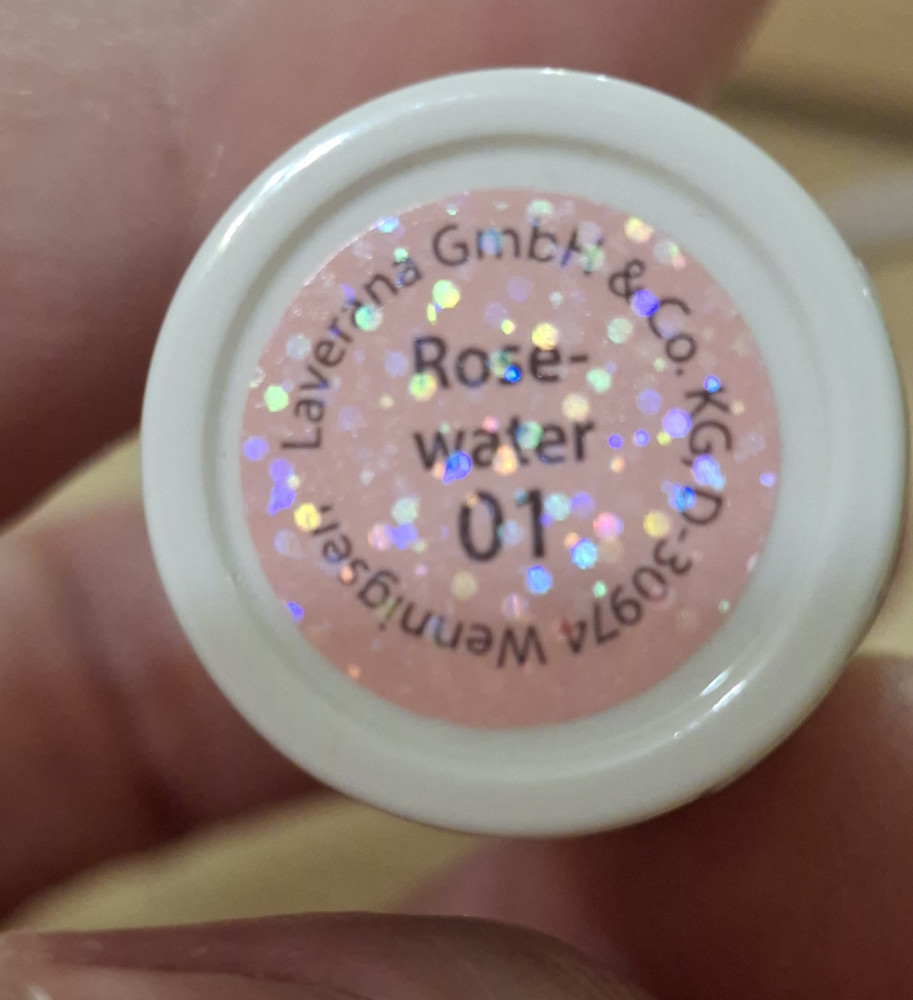 Laverana GmbH & Co. KG, D-30974 Wennigsen,
Rose-
water
01